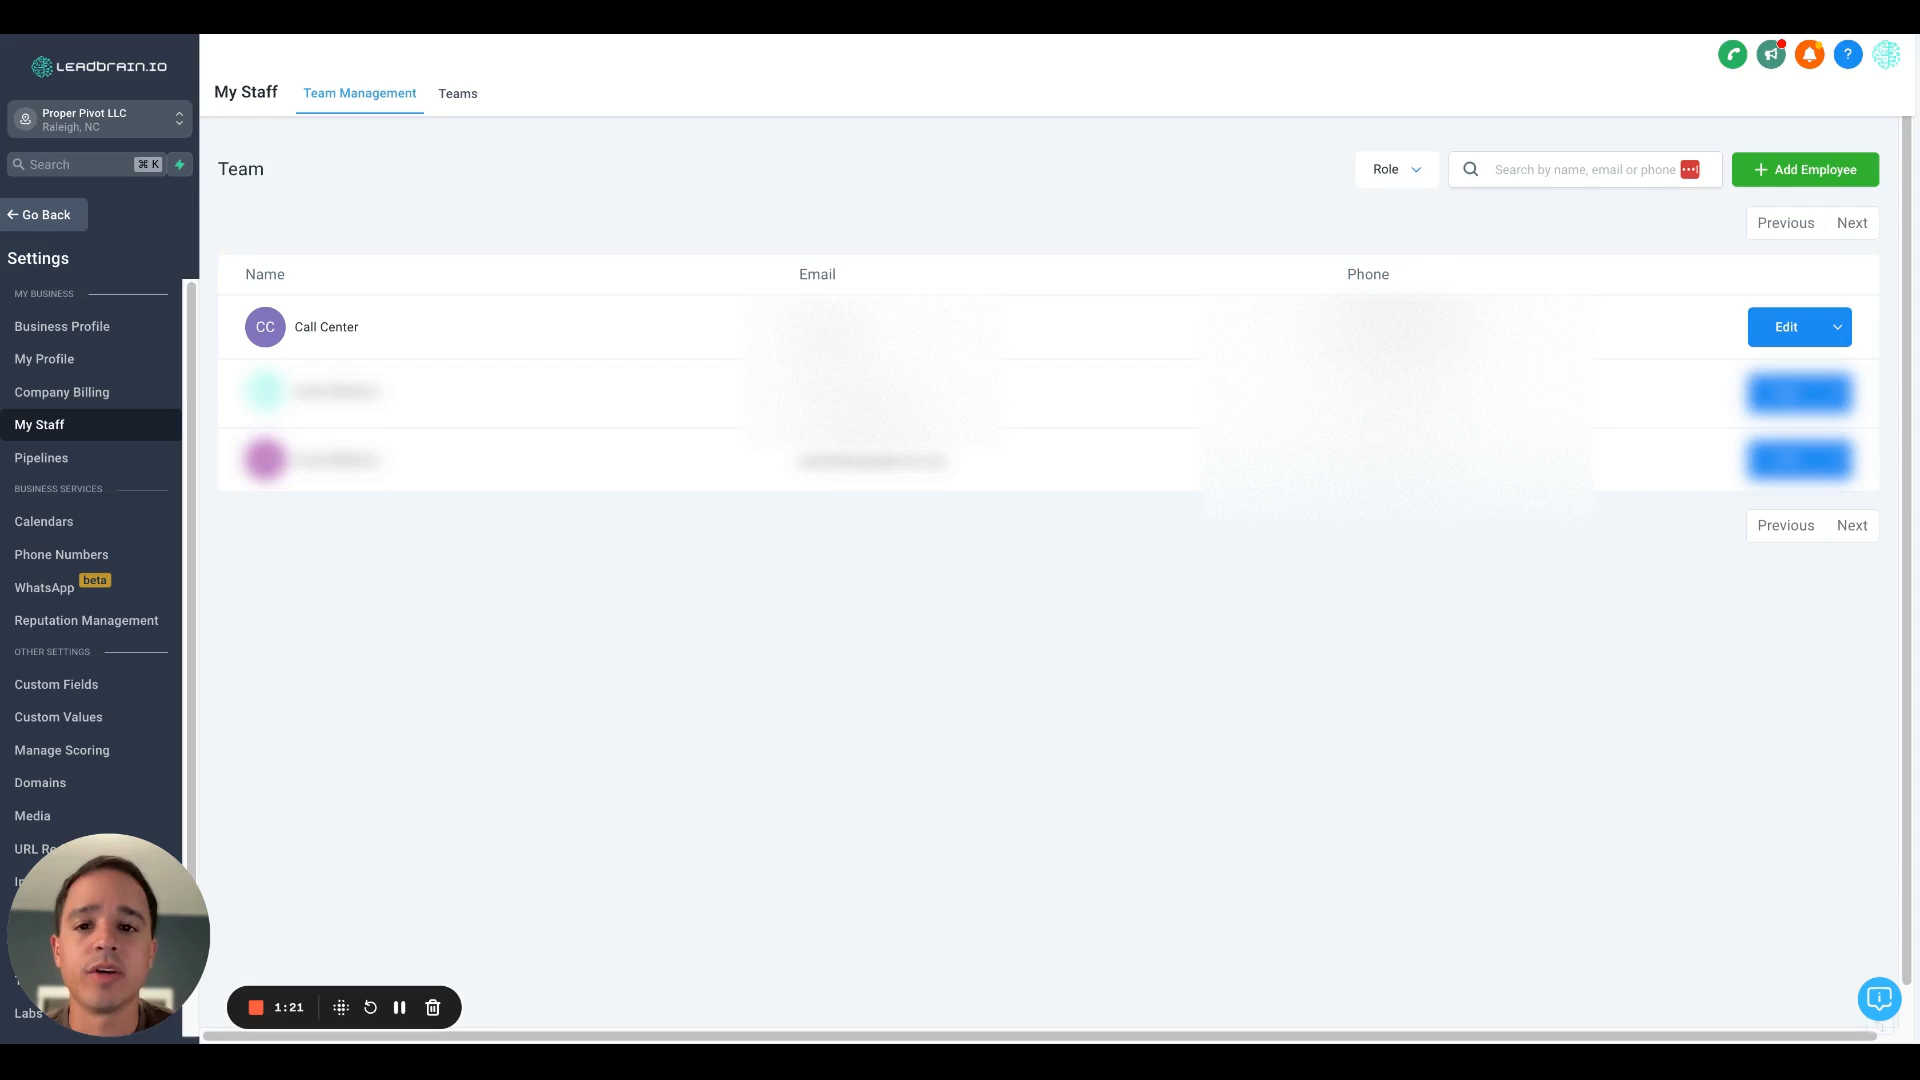 LEADBRAIN.IO
Proper Pivot LLC
Raleigh, NC
Search
⌘ K
Go Back
Settings
MY BUSINESS
Business Profile
My Profile
Company Billing
My Staff
Pipelines
BUSINESS SERVICES
Calendars
Phone Numbers
WhatsApp beta
Reputation Management
OTHER SETTINGS
Custom Fields
Custom Values
Manage Scoring
Domains
Media
URL
Labs
My Staff
Team Management
Teams
?
Team
Role
Search by name, email or phone
+ Add Employee
Previous Next
Name Email Phone
CC Call Center Edit
Previous Next
1:21